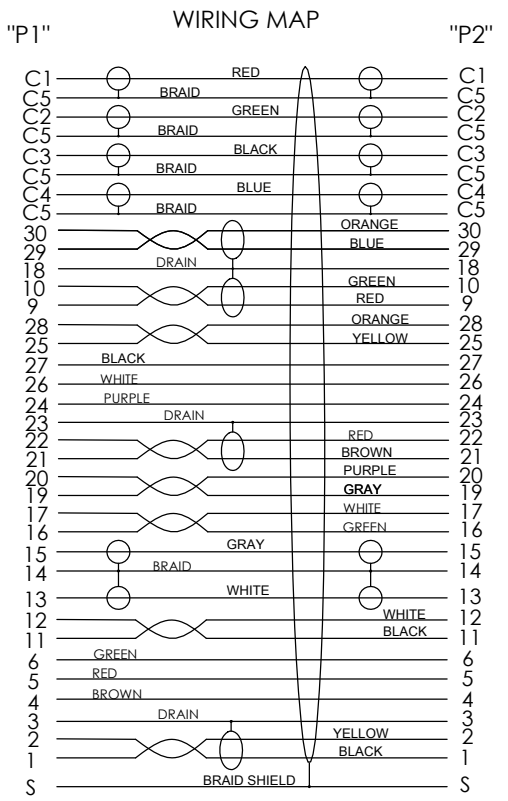 WIRING MAP
"P1" "P2"
C1 RED C1
C5 BRAID C5
C2 GREEN C2
C5 BRAID C5
C3 BLACK C3
C5 BRAID C5
C4 BLUE C4
C5 BRAID C5
30 ORANGE 30
29 BLUE 29
18 DRAIN 18
10 GREEN 10
9 RED 9
28 ORANGE 28
25 YELLOW 25
27 BLACK 27
26 WHITE 26
24 PURPLE 24
23 DRAIN 23
22 RED 22
21 BROWN 21
20 PURPLE 20
19 GRAY 19
17 WHITE 17
16 GREEN 16
15 GRAY 15
14 BRAID 14
13 WHITE 13
12 WHITE 12
11 BLACK 11
6 GREEN 6
5 RED 5
4 BROWN 4
3 DRAIN 3
2 YELLOW 2
1 BLACK 1
S BRAID SHIELD S